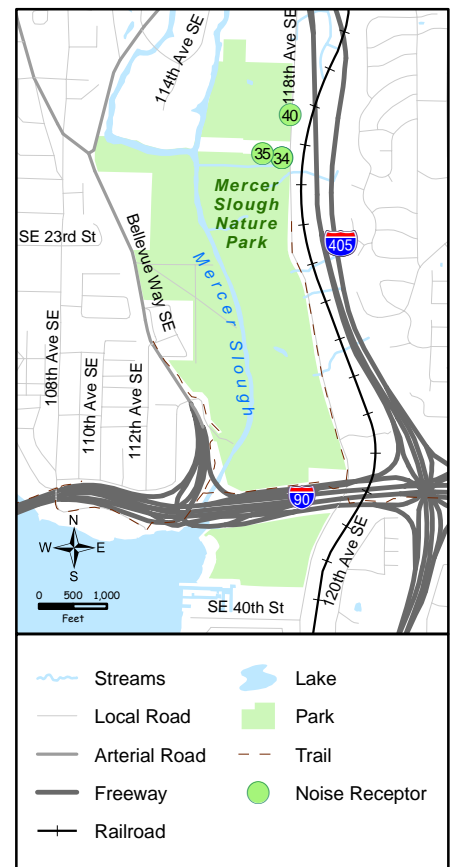 114th Ave SE
118th Ave SE
40
35
34
Mercer
Slough
Nature
Park
SE 23rd St
405
Bellevue Way SE
Mercer Slough
108th Ave SE
110th Ave SE
112th Ave SE
90
N
W E
S
120th Ave SE
0 500 1,000
Feet
SE 40th St
Streams
Lake
Local Road
Park
Arterial Road
Trail
Freeway
Noise Receptor
Railroad